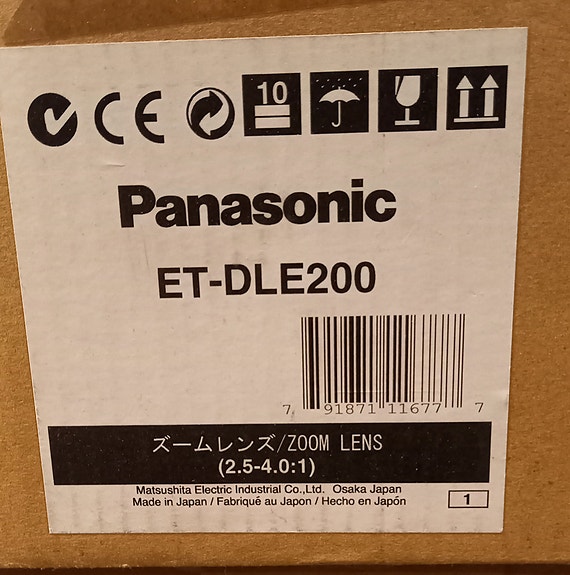 CE
10
Panasonic
ET-DLE200
7 91871 11677 7
ズームレンズ/ZOOM LENS
(2.5-4.0:1)
Matsushita Electric Industrial Co.,Ltd. Osaka Japan
Made in Japan / Fabriqué au Japon / Hecho en Japón
1